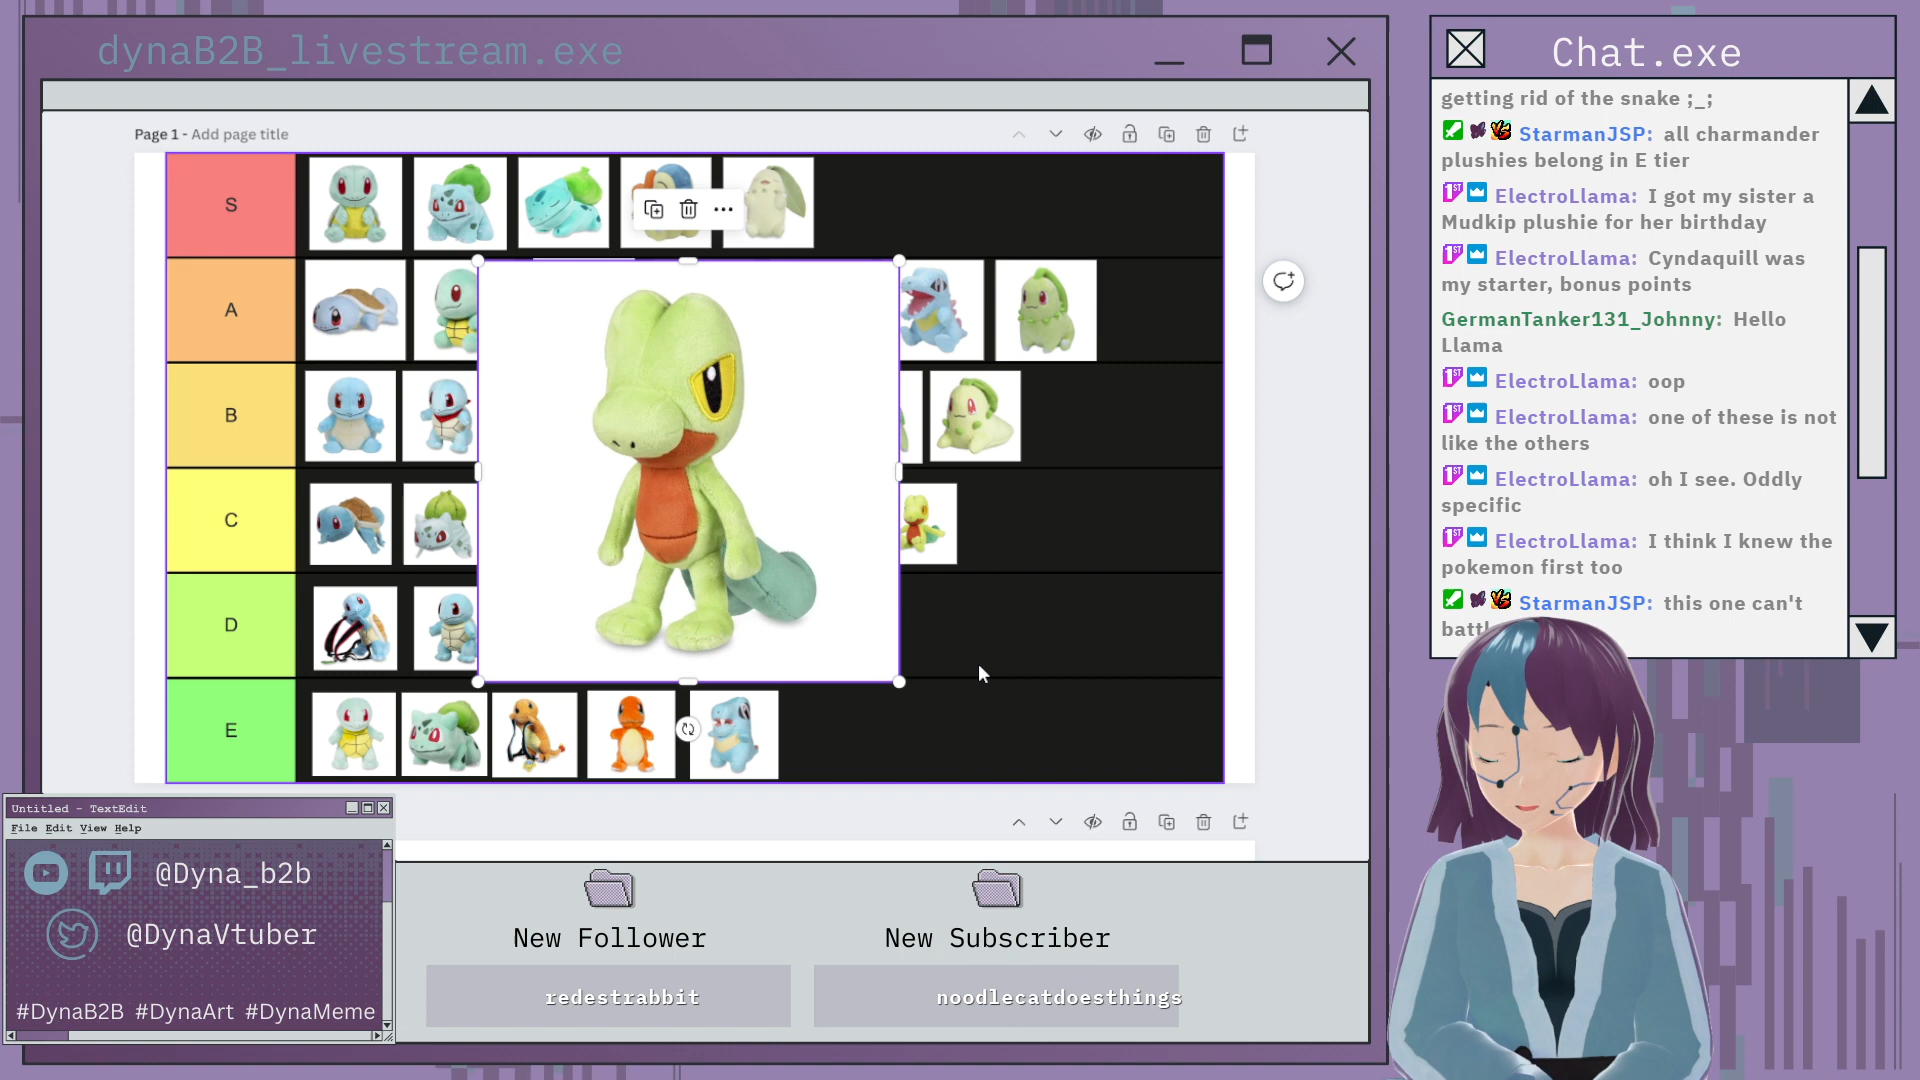 dynaB2B_livestream.exe
Page 1 - Add page title
S
A
B
C
D
E
Chat.exe
getting rid of the snake ;_;
StarmanJSP: all charmander
plushies belong in E tier
ElectroLlama: I got my sister a
Mudkip plushie for her birthday
ElectroLlama: Cyndaquill was
my starter, bonus points
GermanTanker131_Johnny: Hello
Llama
ElectroLlama: oop
ElectroLlama: one of these is not
like the others
ElectroLlama: oh I see. Oddly
specific
ElectroLlama: I think I knew the
pokemon first too
StarmanJSP: this one can't
Untitled - TextEdit
File Edit View Help
@Dyna_b2b
@DynaVtuber
#DynaB2B #DynaArt #DynaMeme
New Follower
redestrabbit
New Subscriber
noodlecatdoesthings